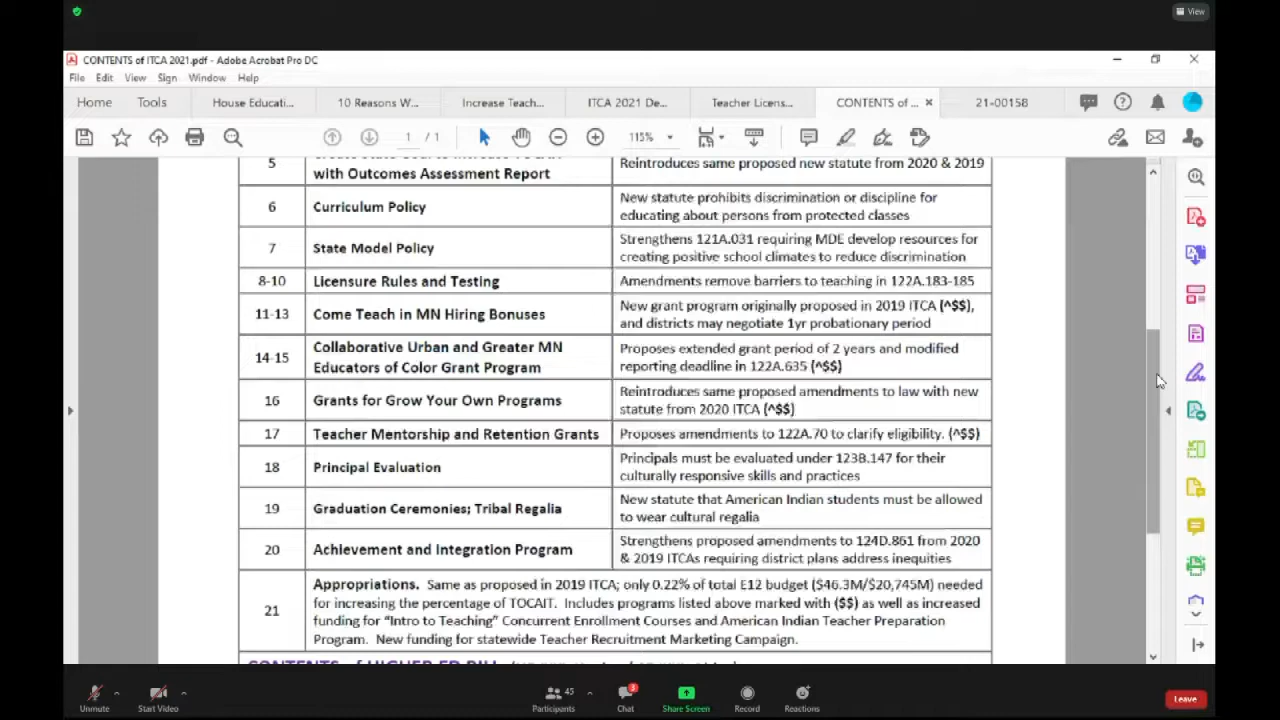 View
CONTENTS of ITCA 2021.pdf - Adobe Acrobat Pro DC
File Edit View Sign Window Help
Home Tools House Educati... 10 Reasons W... Increase Teach... ITCA 2021 De... Teacher Licens... CONTENTS of ... × 21-00158
1 / 1 115%
5 with Outcomes Assessment Report Reintroduces same proposed new statute from 2020 & 2019
6 Curriculum Policy New statute prohibits discrimination or discipline for
educating about persons from protected classes
7 State Model Policy Strengthens 121A.031 requiring MDE develop resources for
creating positive school climates to reduce discrimination
8-10 Licensure Rules and Testing Amendments remove barriers to teaching in 122A.183-185
11-13 Come Teach in MN Hiring Bonuses New grant program originally proposed in 2019 ITCA (^$$),
and districts may negotiate 1yr probationary period
14-15 Collaborative Urban and Greater MN
Educators of Color Grant Program Proposes extended grant period of 2 years and modified
reporting deadline in 122A.635 (^$$)
16 Grants for Grow Your Own Programs Reintroduces same proposed amendments to law with new
statute from 2020 ITCA (^$$)
17 Teacher Mentorship and Retention Grants Proposes amendments to 122A.70 to clarify eligibility. (^$$)
18 Principal Evaluation Principals must be evaluated under 123B.147 for their
culturally responsive skills and practices
19 Graduation Ceremonies; Tribal Regalia New statute that American Indian students must be allowed
to wear cultural regalia
20 Achievement and Integration Program Strengthens proposed amendments to 124D.861 from 2020
& 2019 ITCAs requiring district plans address inequities
21 Appropriations. Same as proposed in 2019 ITCA; only 0.22% of total E12 budget ($46.3M/$20,745M) needed
for increasing the percentage of TOCAIT. Includes programs listed above marked with ($$) as well as increased
funding for "Intro to Teaching" Concurrent Enrollment Courses and American Indian Teacher Preparation
Program. New funding for statewide Teacher Recruitment Marketing Campaign.
CONTENTS of HIGHER ED BILL
Unmute Start Video Participants 45 Chat 3 Share Screen Record Reactions Leave